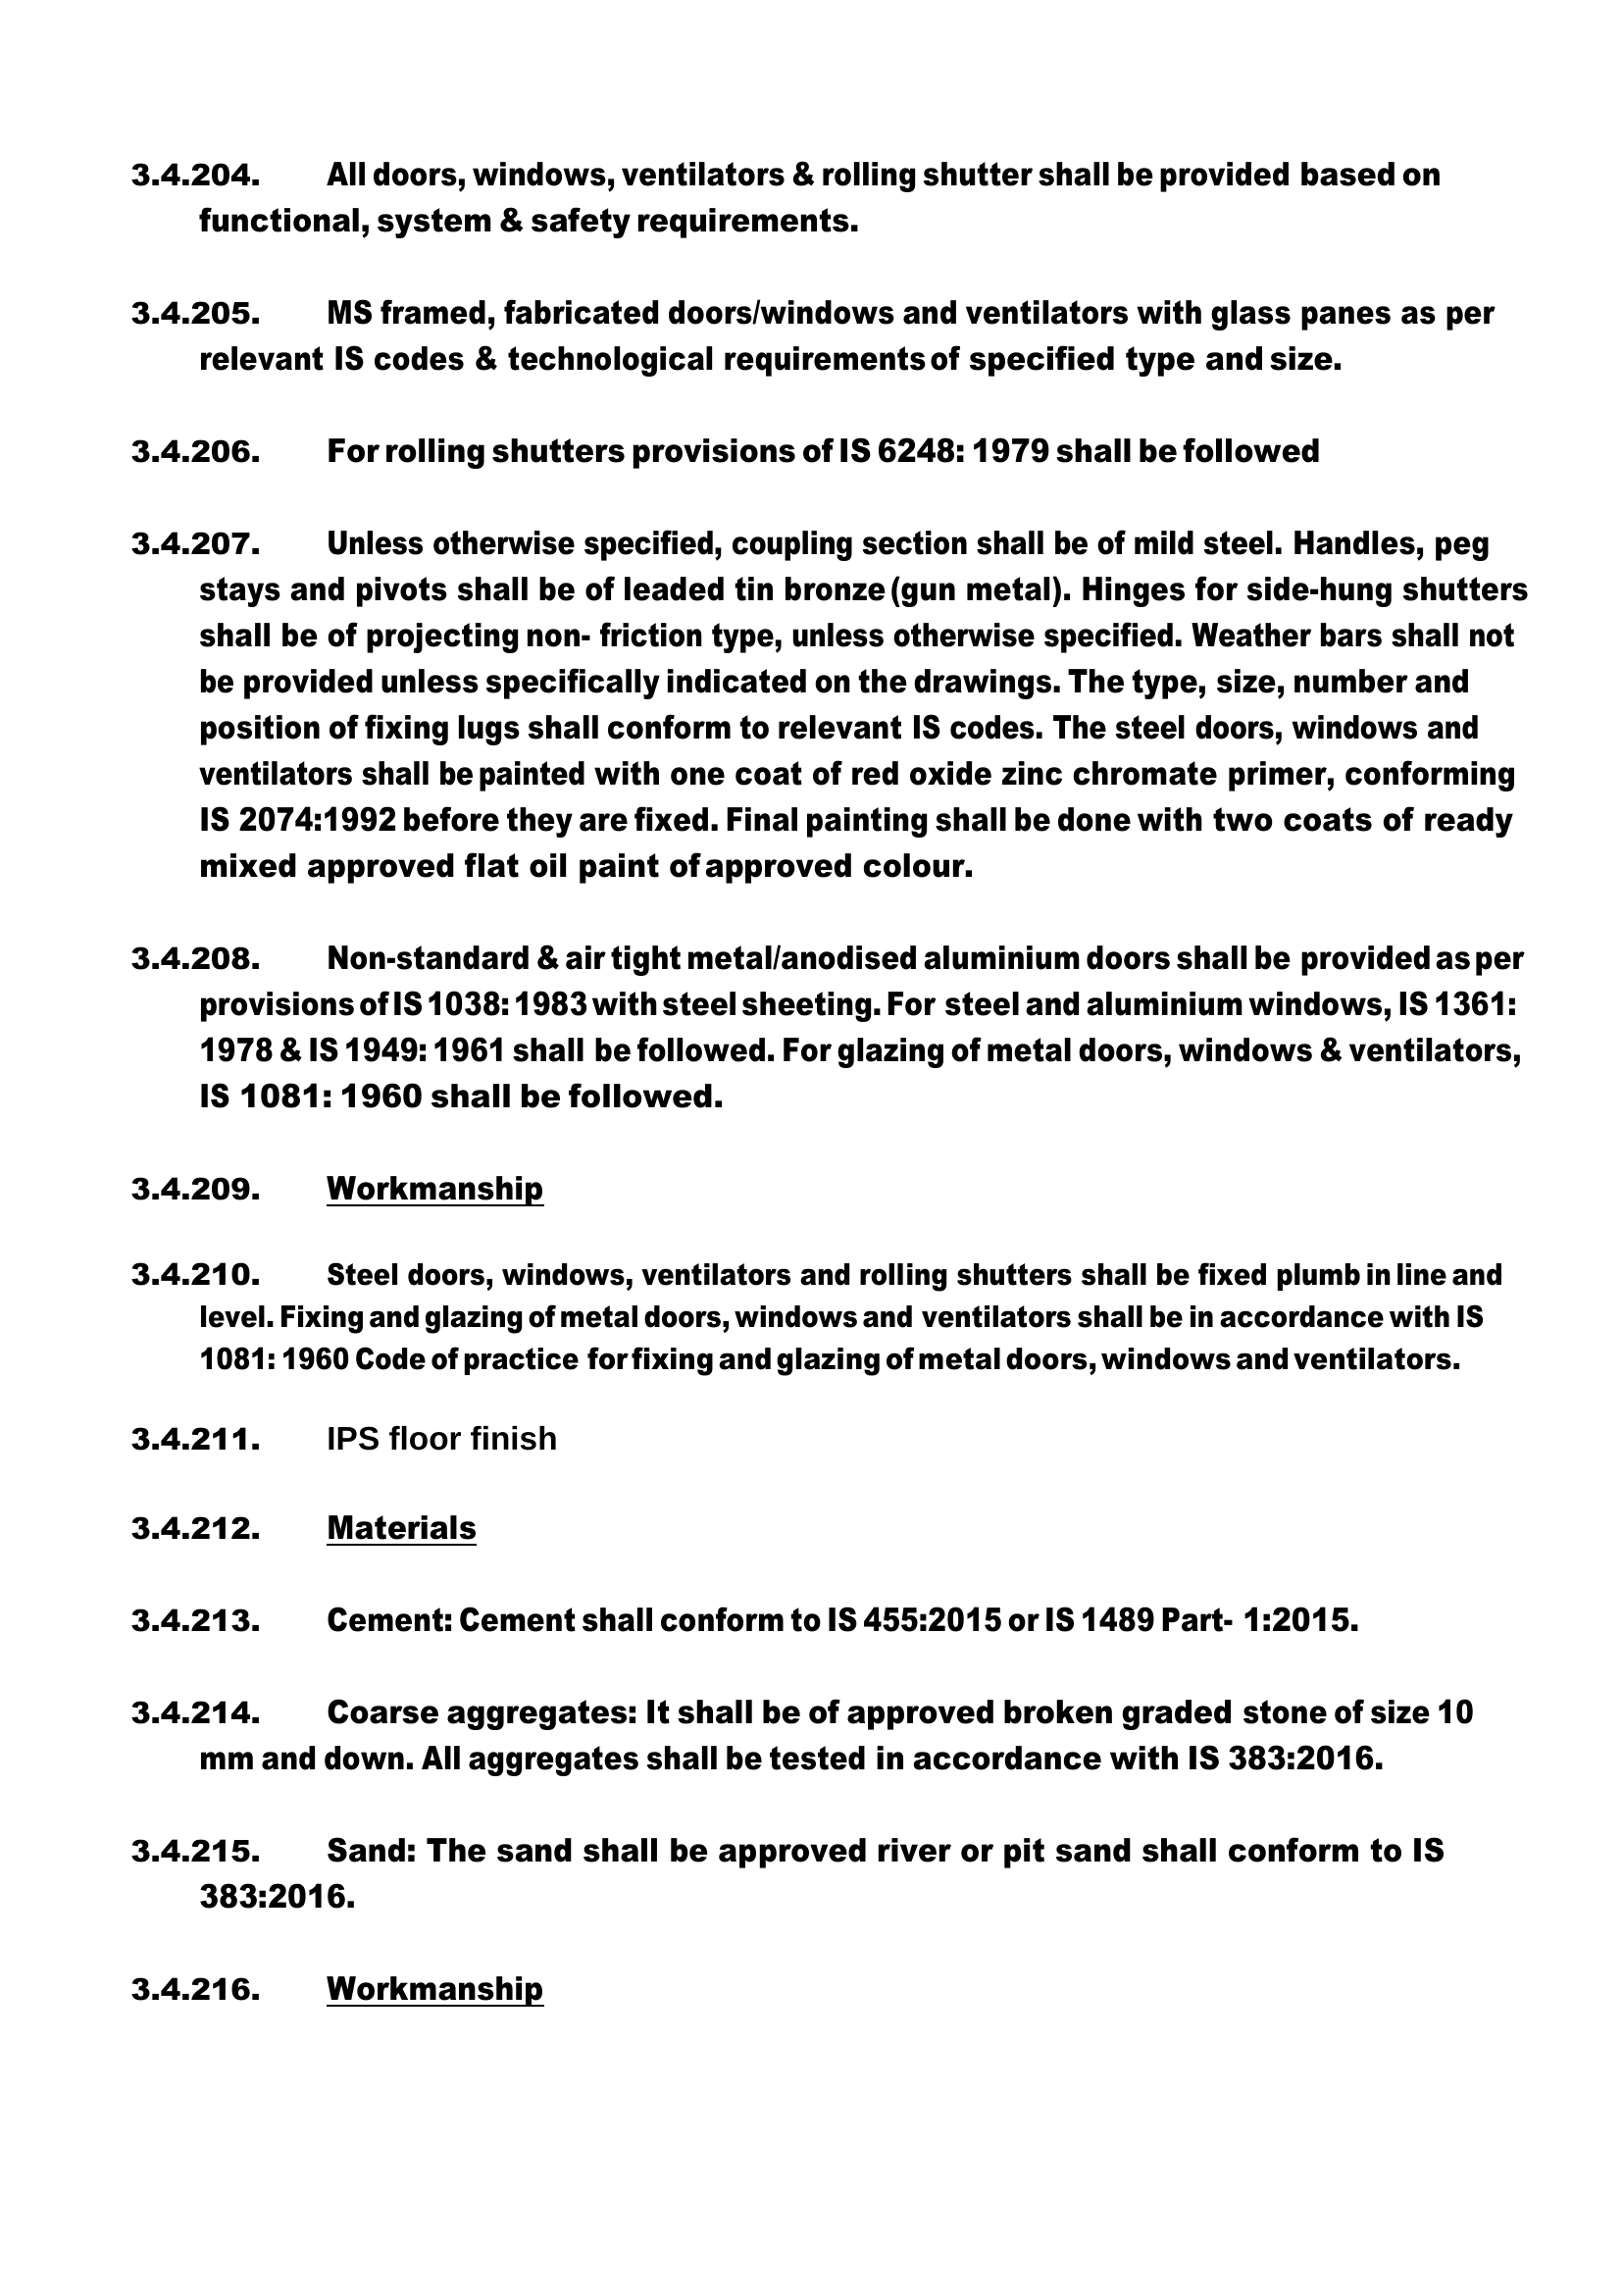 3.4.204. All doors, windows, ventilators & rolling shutter shall be provided based on
functional, system & safety requirements.
3.4.205. MS framed, fabricated doors/windows and ventilators with glass panes as per
relevant IS codes & technological requirements of specified type and size.
3.4.206. For rolling shutters provisions of IS 6248: 1979 shall be followed
3.4.207. Unless otherwise specified, coupling section shall be of mild steel. Handles, peg
stays and pivots shall be of leaded tin bronze (gun metal). Hinges for side-hung shutters
shall be of projecting non- friction type, unless otherwise specified. Weather bars shall not
be provided unless specifically indicated on the drawings. The type, size, number and
position of fixing lugs shall conform to relevant IS codes. The steel doors, windows and
ventilators shall be painted with one coat of red oxide zinc chromate primer, conforming
IS 2074:1992 before they are fixed. Final painting shall be done with two coats of ready
mixed approved flat oil paint of approved colour.
3.4.208. Non-standard & air tight metal/anodised aluminium doors shall be provided as per
provisions of IS 1038: 1983 with steel sheeting. For steel and aluminium windows, IS 1361:
1978 & IS 1949: 1961 shall be followed. For glazing of metal doors, windows & ventilators,
IS 1081: 1960 shall be followed.
3.4.209. Workmanship
3.4.210. Steel doors, windows, ventilators and rolling shutters shall be fixed plumb in line and
level. Fixing and glazing of metal doors, windows and ventilators shall be in accordance with IS
1081: 1960 Code of practice for fixing and glazing of metal doors, windows and ventilators.
3.4.211. IPS floor finish
3.4.212. Materials
3.4.213. Cement: Cement shall conform to IS 455:2015 or IS 1489 Part- 1:2015.
3.4.214. Coarse aggregates: It shall be of approved broken graded stone of size 10
mm and down. All aggregates shall be tested in accordance with IS 383:2016.
3.4.215. Sand: The sand shall be approved river or pit sand shall conform to IS
383:2016.
3.4.216. Workmanship